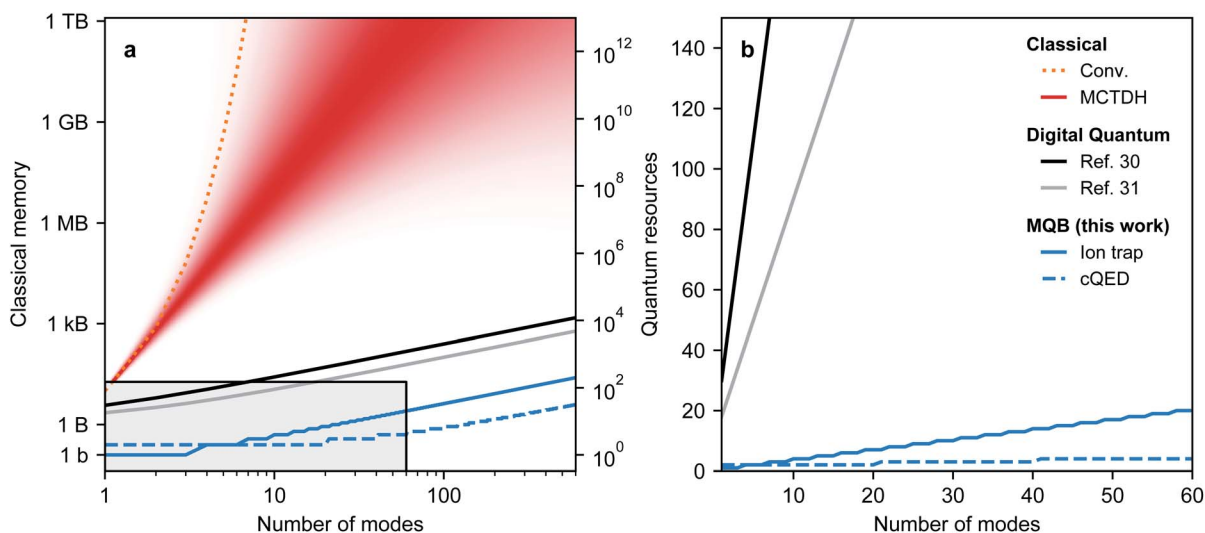 a
1 TB
1 GB
1 MB
1 kB
1 B
1 b
Classical memory
10^12
10^10
10^8
10^6
10^4
10^2
10^0
1
10
100
Number of modes
b
140
120
100
80
60
40
20
0
Quantum resources
10
20
30
40
50
60
Number of modes
Classical
Conv.
MCTDH
Digital Quantum
Ref. 30
Ref. 31
MQB (this work)
Ion trap
cQED